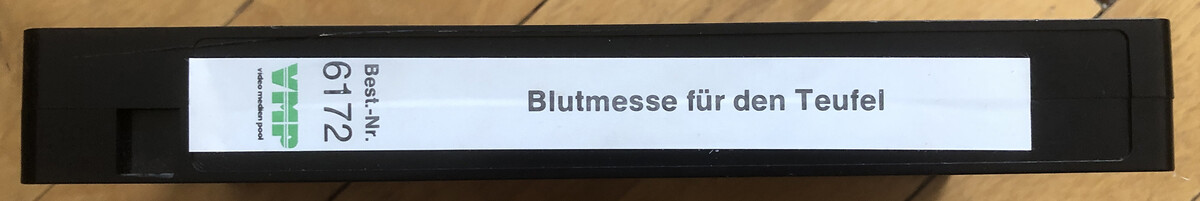 VMP
video medien pool
Best.-Nr.
6172
Blutmesse für den Teufel